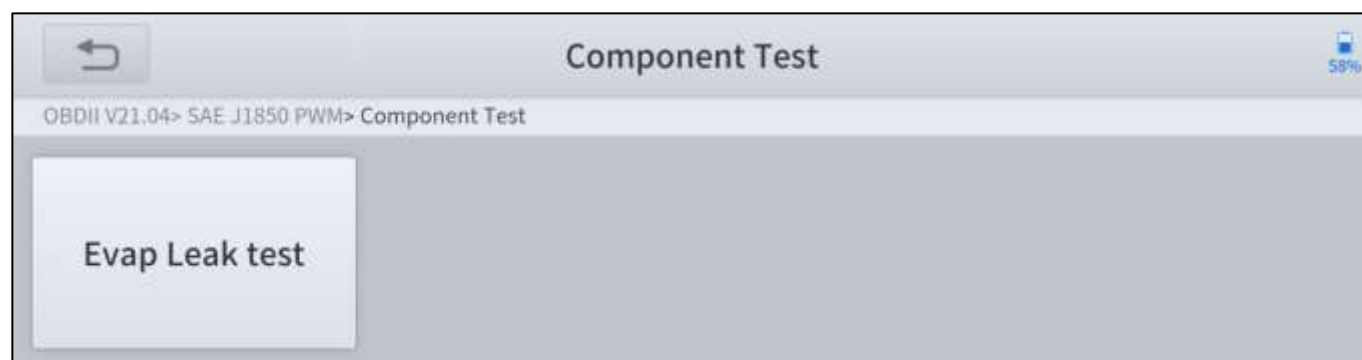 Component Test
58%
OBDII V21.04> SAE J1850 PWM> Component Test
Evap Leak test